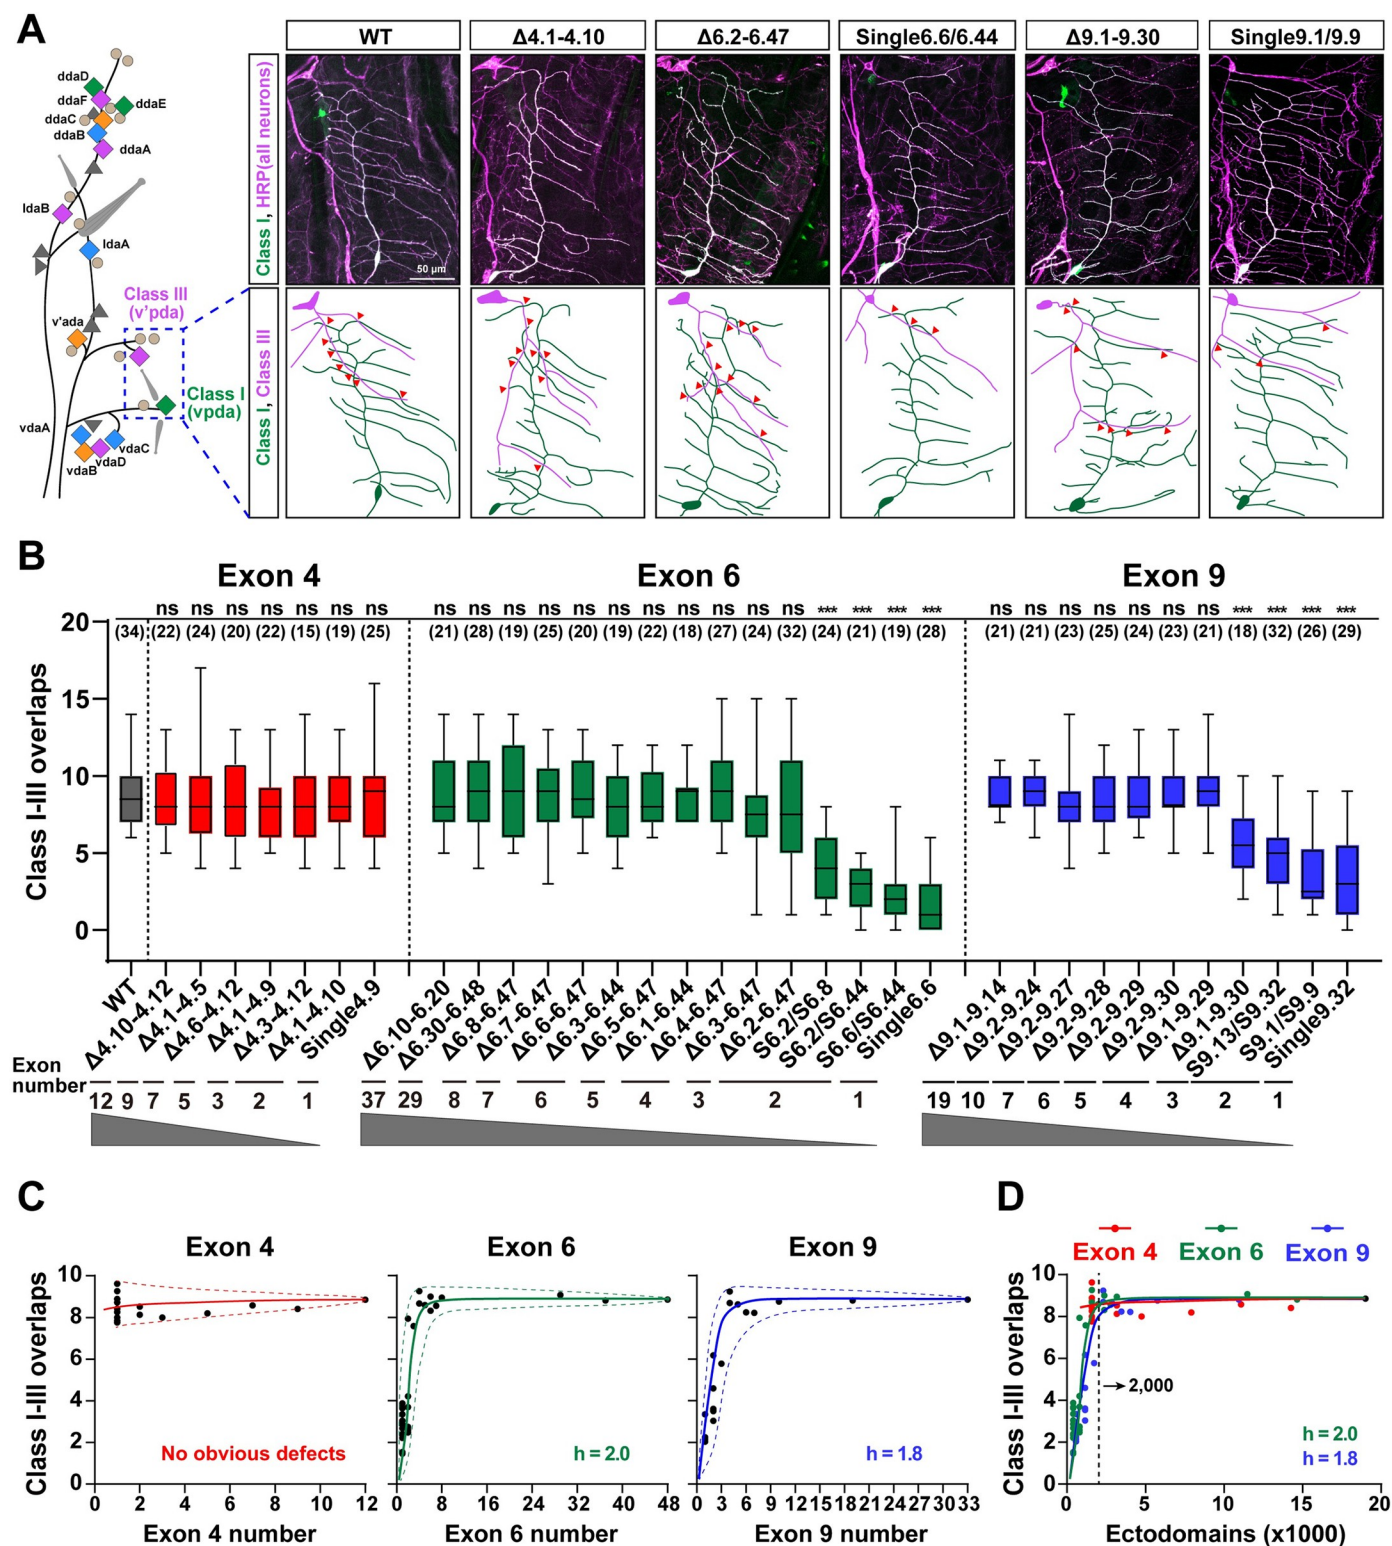 A
WT
Δ4.1-4.10
Δ6.2-6.47
Single6.6/6.44
Δ9.1-9.30
Single9.1/9.9
ddaD
ddaF
ddaE
ddaC
ddaB
ddaA
ldaB
ldaA
Class III
(v'pda)
v'ada
Class I
(vpda)
vdaA
vdaC
vdaD
vdaB
Class I, HRP(all neurons)
50 μm
Class I, Class III
B
Exon 4
Exon 6
Exon 9
ns ns ns ns ns ns ns
ns ns ns ns ns ns ns ns ns ns ns *** *** *** ***
ns ns ns ns ns ns ns *** *** *** ***
(34) (22) (24) (20) (22) (15) (19) (25)
(21) (28) (19) (25) (20) (19) (22) (18) (27) (24) (32) (24) (21) (19) (28)
(21) (21) (23) (25) (24) (23) (21) (18) (32) (26) (29)
Class I-III overlaps
20
15
10
5
0
WT
Δ4.10-4.12
Δ4.1-4.5
Δ4.6-4.12
Δ4.1-4.9
Δ4.3-4.12
Δ4.1-4.10
Single4.9
Δ6.10-6.20
Δ6.30-6.48
Δ6.8-6.47
Δ6.7-6.47
Δ6.6-6.47
Δ6.3-6.44
Δ6.5-6.47
Δ6.1-6.44
Δ6.4-6.47
Δ6.3-6.47
Δ6.2-6.47
S6.2/S6.8
S6.2/S6.44
S6.6/S6.44
Single6.6
Δ9.1-9.14
Δ9.2-9.24
Δ9.2-9.27
Δ9.2-9.28
Δ9.2-9.29
Δ9.2-9.30
Δ9.1-9.29
Δ9.1-9.30
S9.13/S9.32
S9.1/S9.9
Single9.32
Exon
number
12 9 7 5 3 2 1
37 29 8 7 6 5 4 3 2 1
19 10 7 6 5 4 3 2 1
C
Exon 4
Exon 6
Exon 9
Class I-III overlaps
10
8
6
4
2
0
No obvious defects
h = 2.0
h = 1.8
0 2 4 6 8 10 12
0 8 16 24 32 40 48
0 3 6 9 12 15 18 21 24 27 30 33
Exon 4 number
Exon 6 number
Exon 9 number
D
Exon 4
Exon 6
Exon 9
Class I-III overlaps
10
8
6
4
2
0
2,000
h = 2.0
h = 1.8
0 5 10 15 20
Ectodomains (x1000)